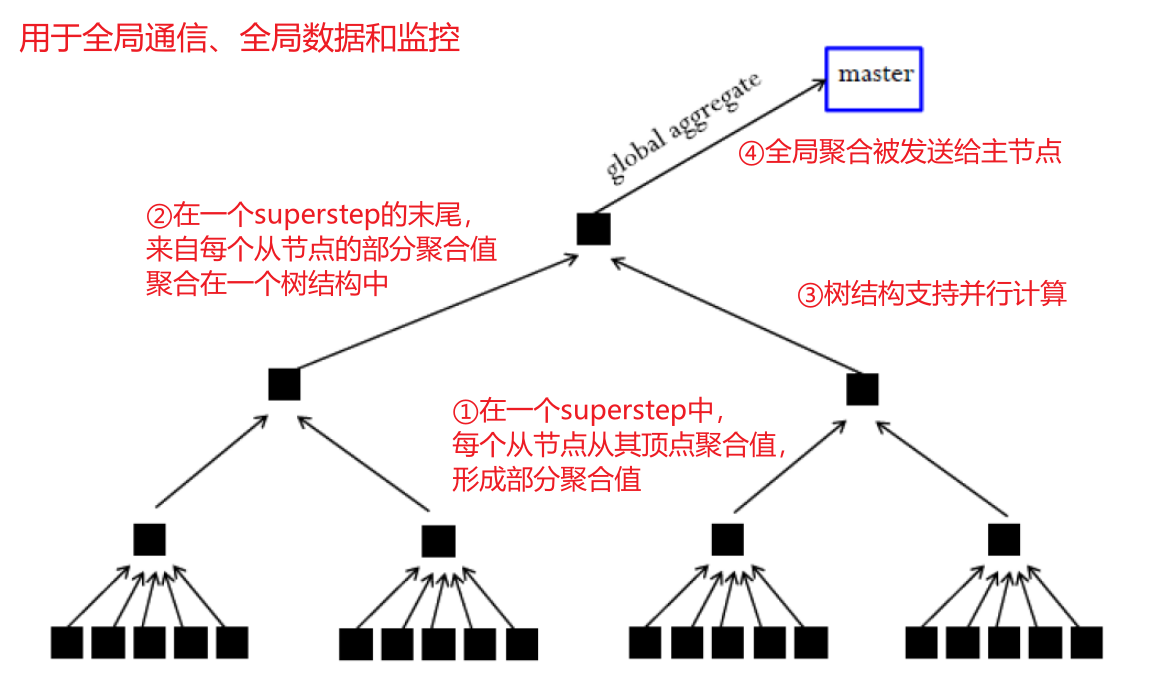 用于全局通信、全局数据和监控
master
global aggregate
④全局聚合被发送给主节点
②在一个superstep的末尾,
来自每个从节点的部分聚合值
聚合在一个树结构中
③树结构支持并行计算
①在一个superstep中,
每个从节点从其顶点聚合值,
形成部分聚合值